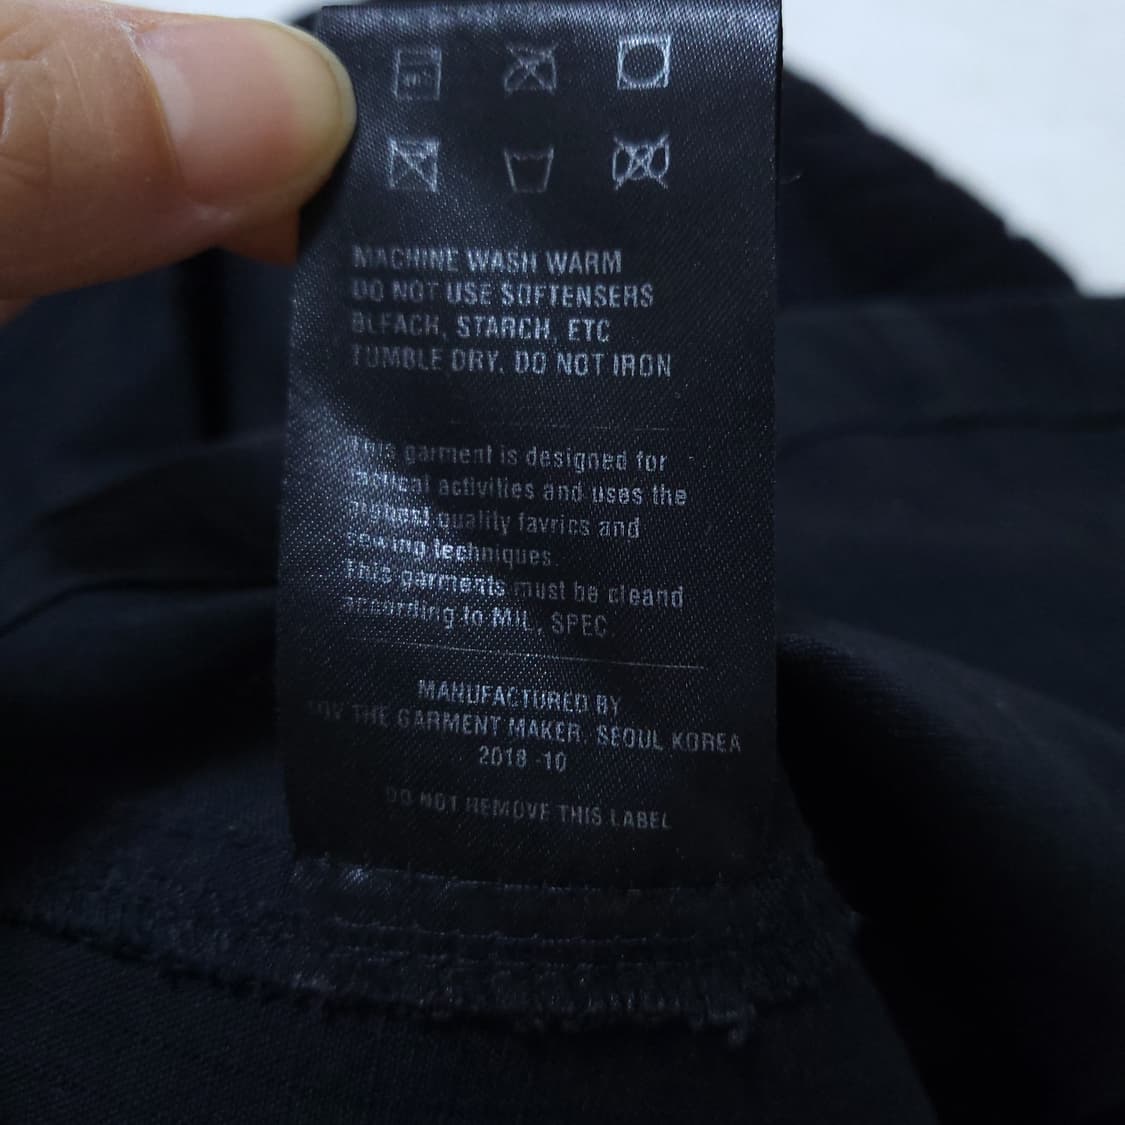 MACHINE WASH WARM
DO NOT USE SOFTENSERS
BLEACH, STARCH, ETC
TUMBLE DRY. DO NOT IRON
This garment is designed for
activities and uses the
quality favrics and
sewing techniques
This garments must be cleand
according to MIL. SPEC
MANUFACTURED BY
THE GARMENT MAKER. SEOUL KOREA
2018 -10
DO NOT REMOVE THIS LABEL